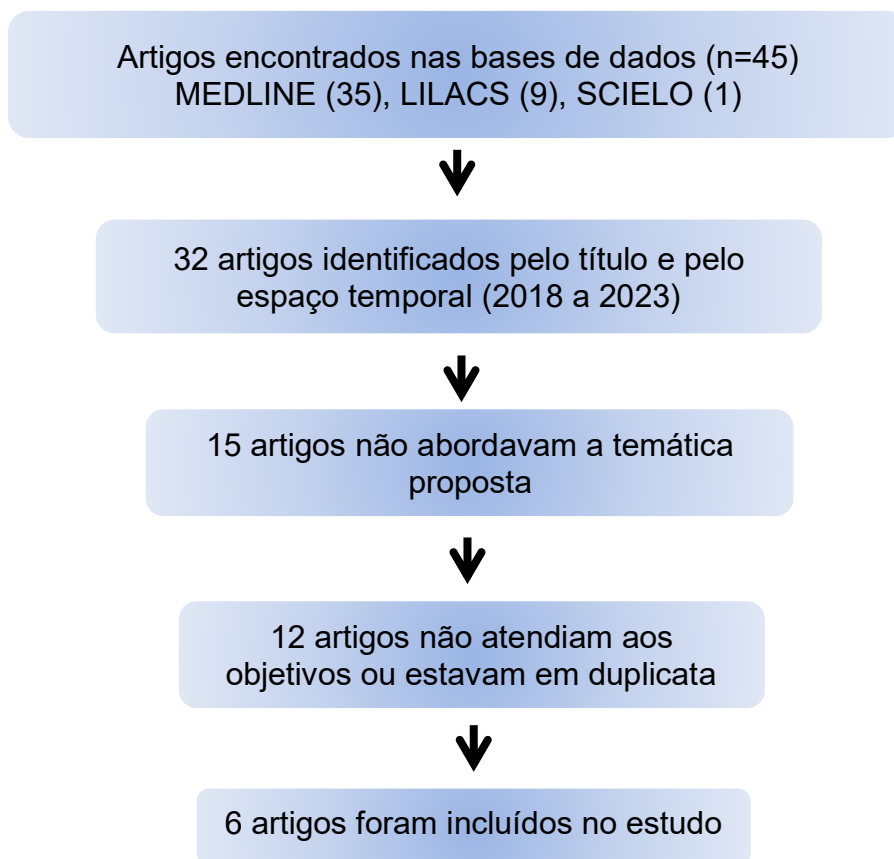 Artigos encontrados nas bases de dados (n=45)
MEDLINE (35), LILACS (9), SCIELO (1)
32 artigos identificados pelo título e pelo
espaço temporal (2018 a 2023)
15 artigos não abordavam a temática
proposta
12 artigos não atendiam aos
objetivos ou estavam em duplicata
6 artigos foram incluídos no estudo